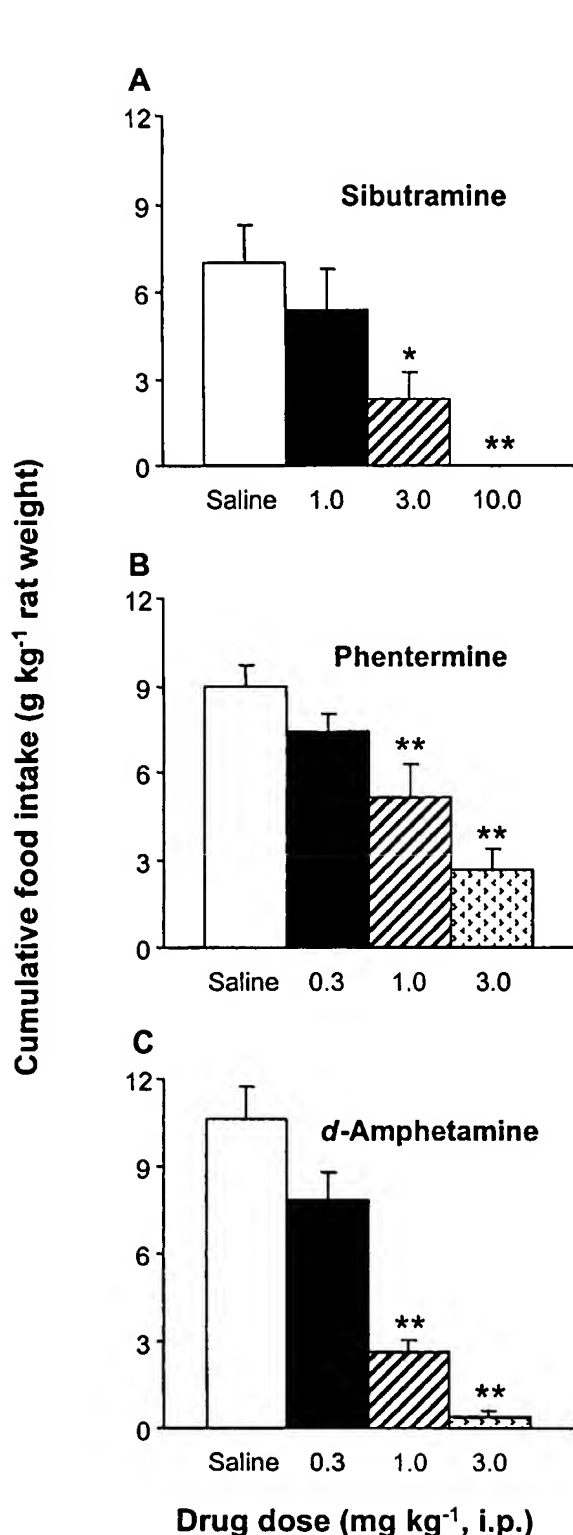 Cumulative food intake (g kg⁻¹ rat weight)
A
12
9
6
3
0
Sibutramine
*
**
Saline 1.0 3.0 10.0
B
12
9
6
3
0
Phentermine
**
**
Saline 0.3 1.0 3.0
C
12
9
6
3
0
d-Amphetamine
**
**
Saline 0.3 1.0 3.0
Drug dose (mg kg⁻¹, i.p.)